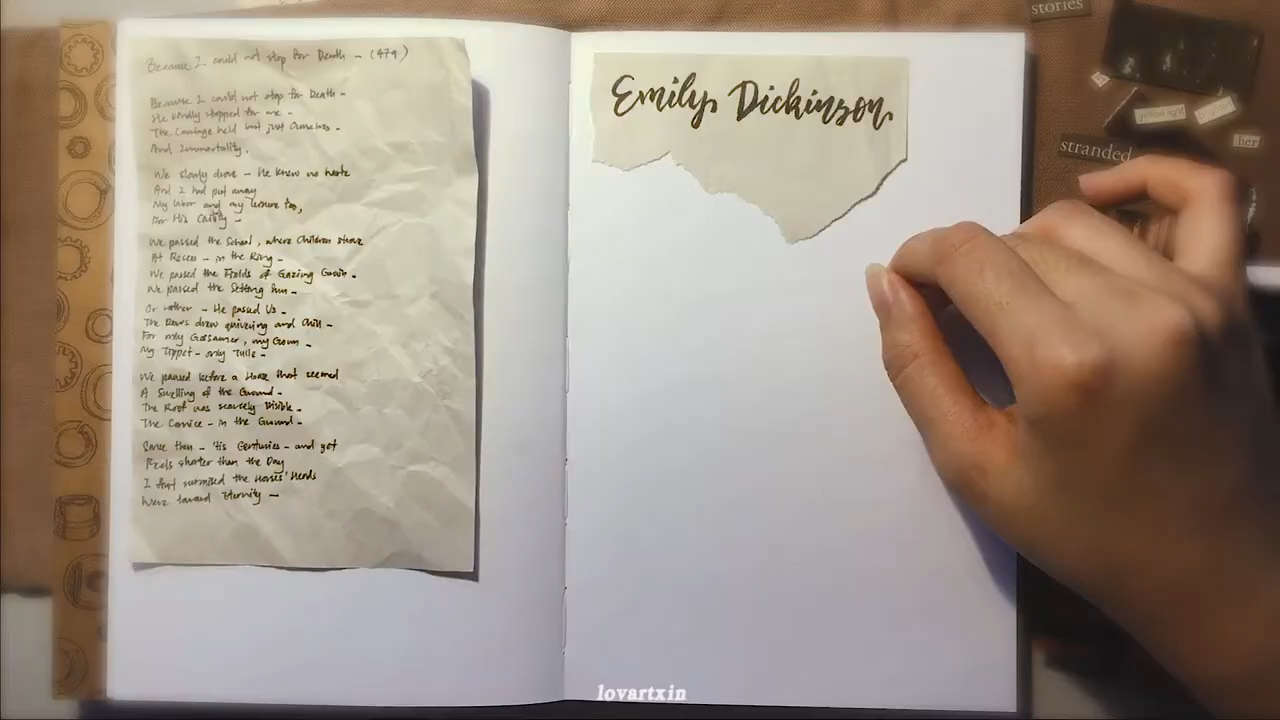 Because I could not stop for Death – (479)
Because I could not stop for Death –
He kindly stopped for me –
The Carriage held but just Ourselves –
And Immortality.
We slowly drove – He knew no haste
And I had put away
My labor and my leisure too,
For His Civility –
We passed the School, where Children strove
At Recess – in the Ring –
We passed the Fields of Gazing Grain –
We passed the Setting Sun –
Or rather – He passed Us –
The Dews drew quivering and Chill –
For only Gossamer, my Gown –
My Tippet – only Tulle –
We paused before a House that seemed
A Swelling of the Ground –
The Roof was scarcely Visible –
The Cornice – in the Ground –
Since then – 'tis Centuries – and yet
Feels shorter than the Day
I first surmised the Horses' Heads
Were toward Eternity –
Emily Dickinson
stories
stranded
here
lovartxin